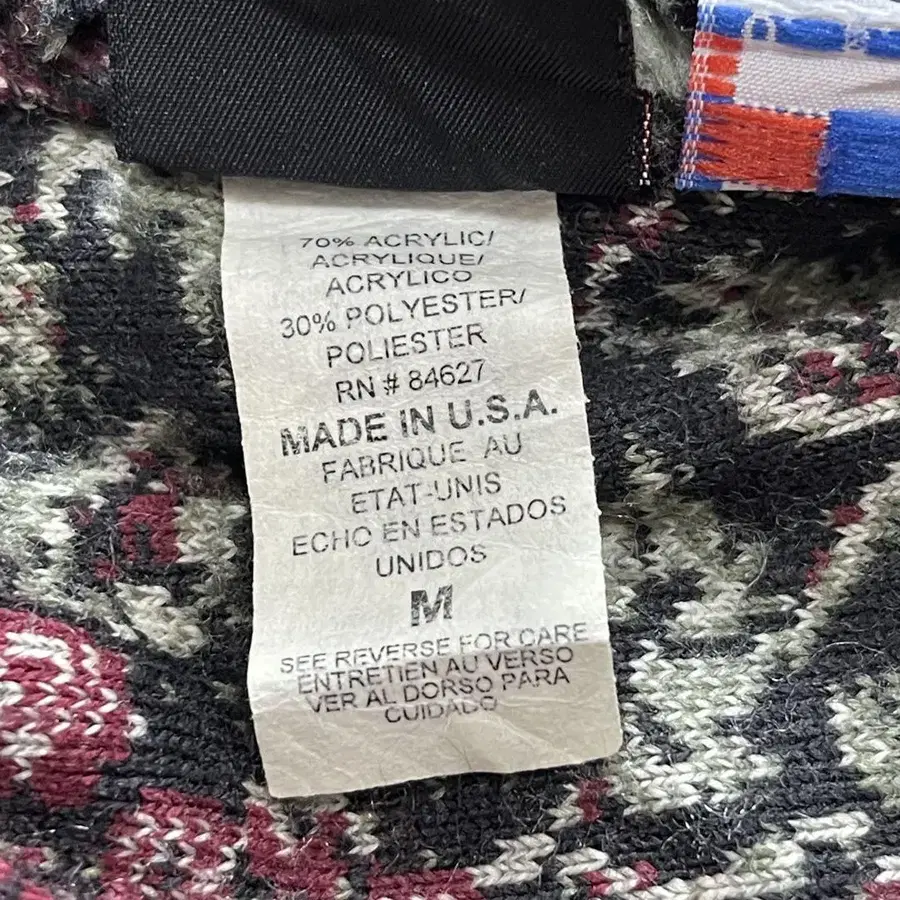 70% ACRYLIC/
ACRYLIQUE/
ACRYLICO
30% POLYESTER/
POLIESTER
RN # 84627
MADE IN U.S.A.
FABRIQUE AU
ETAT-UNIS
ECHO EN ESTADOS
UNIDOS
M
SEE REVERSE FOR CARE
ENTRETIEN AU VERSO
VER AL DORSO PARA
CUIDADO